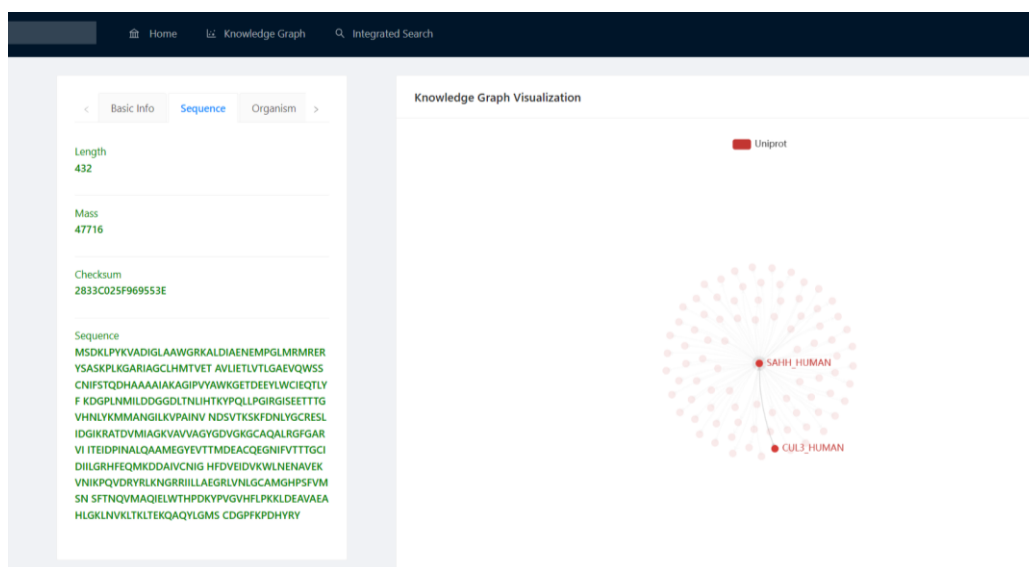 Home Knowledge Graph Integrated Search
< Basic Info Sequence Organism >
Length
432
Mass
47716
Checksum
2833C025F969553E
Sequence
MSDKLPYKVADIGLAAWGRKALDIAENEMPGLMRMRER
YSASKPLKGARIAGCLHMTVET AVLIETLVTLGAEVQWSS
CNIFSTQDHAAAAIAKAGIPVYAWKGETDEEYLWCIEQTLY
F KDGPLNMILDDGGDLTNLIHTKYPQLLPGIRGISEETTTG
VHNLYKMMANGILKVPAINV NDSVTKSKFDNLYGCRESL
IDGIKRATDVMIAGKVAVVAGYGDVGKGCAQALRGFGAR
VI ITEIDPINALQAAMEGYEVTTMDEACQEGNIFVTTTGCI
DIILGRHFEQMKDDAIVCNIG HFDVEIDVKWLNENAVEK
VNIKPQVDRYRLKNGRRIILLAEGRLVNLGCAMGHPSFVM
SN SFTNQVMAQIELWTHPDKYPVGVHFLPKKLDEAVAEA
HLGKLNVKLTKLTEKQAQYLGMS CDGPFKPDHYRY
Knowledge Graph Visualization
Uniprot
SAHH_HUMAN
CUL3_HUMAN